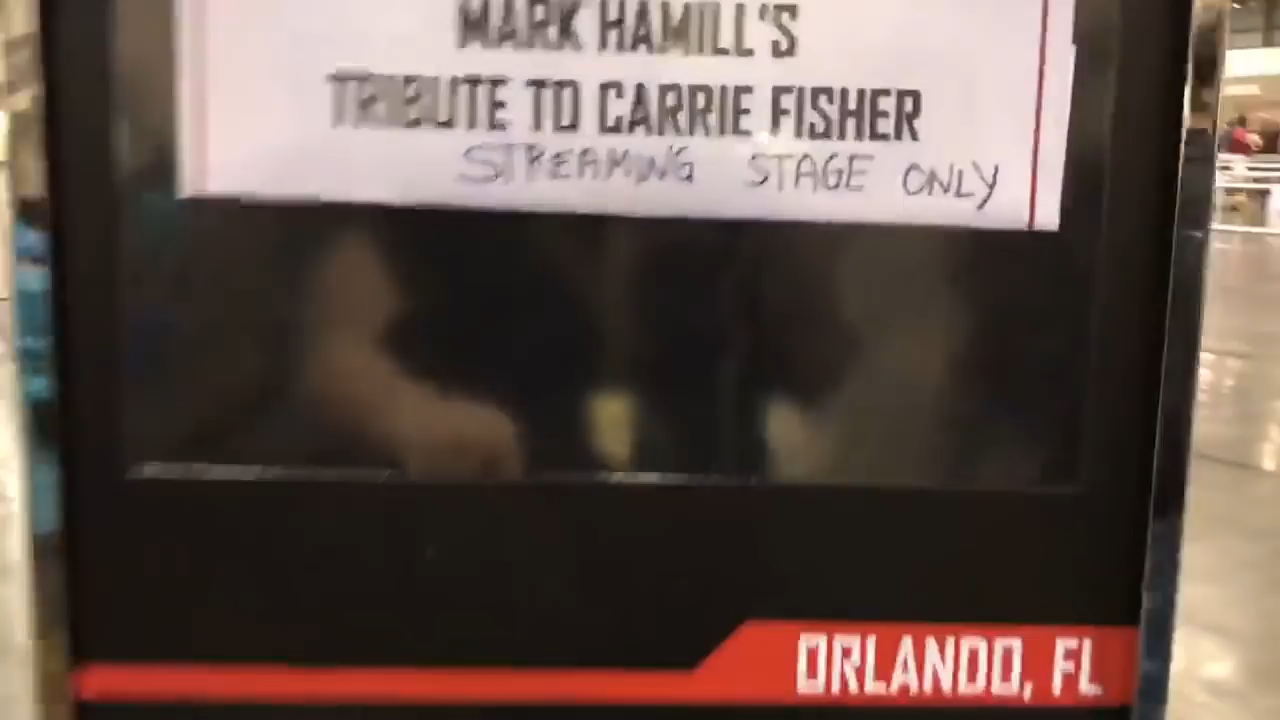 MARK HAMILL'S
TRIBUTE TO CARRIE FISHER
STREAMING STAGE ONLY
ORLANDO, FL